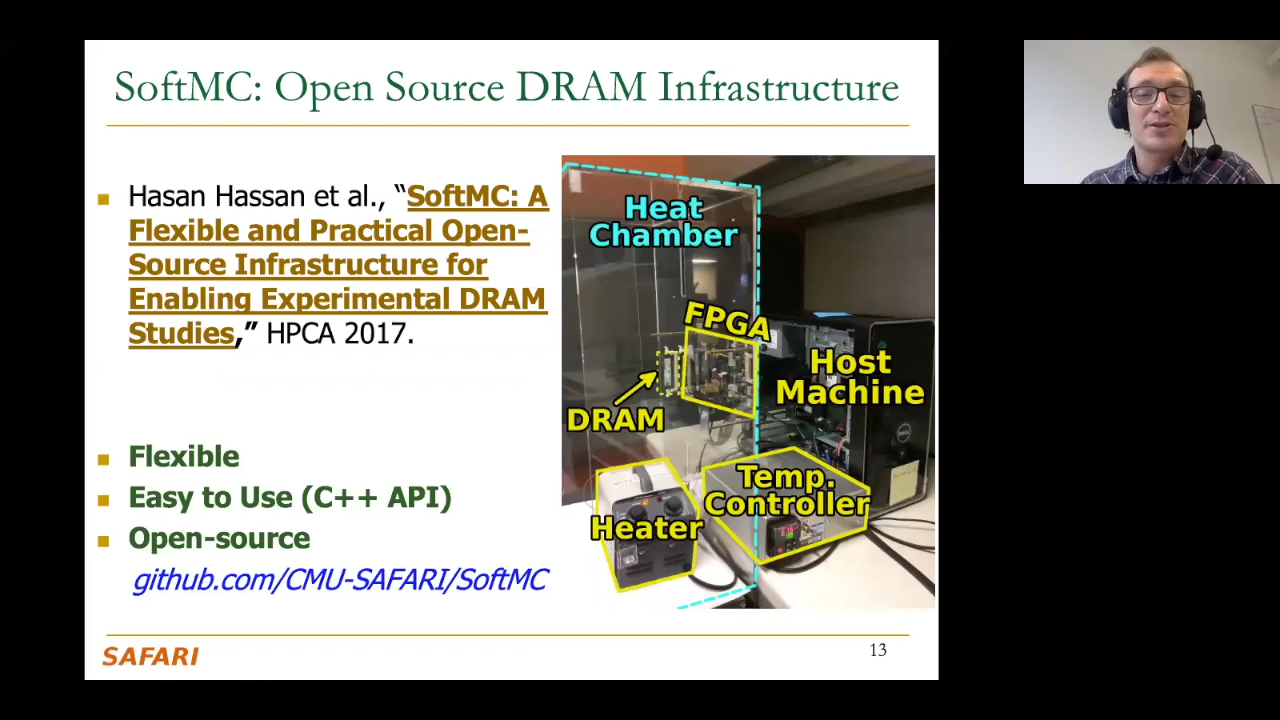 SoftMC: Open Source DRAM Infrastructure
Hasan Hassan et al., “SoftMC: A
Flexible and Practical Open-
Source Infrastructure for
Enabling Experimental DRAM
Studies,” HPCA 2017.
Flexible
Easy to Use (C++ API)
Open-source
github.com/CMU-SAFARI/SoftMC
Heat
Chamber
FPGA
Host
Machine
DRAM
DELL
Temp.
Controller
Heater
SAFARI
13